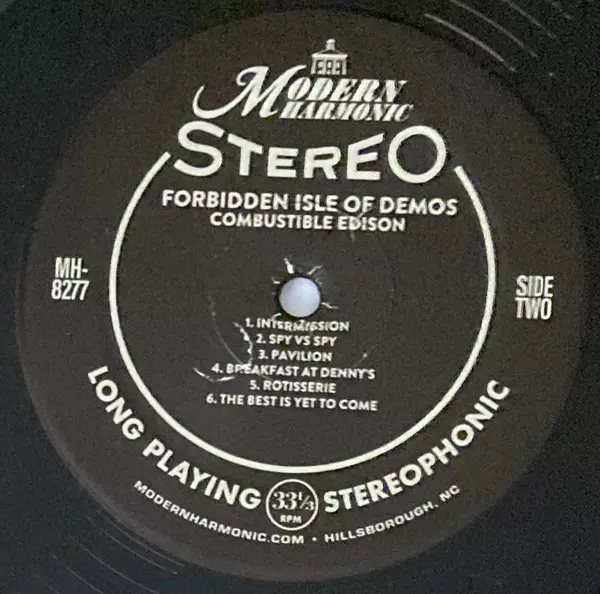 MODERN
HARMONIC
STEREO
FORBIDDEN ISLE OF DEMOS
COMBUSTIBLE EDISON
MH-
8277
SIDE
TWO
1. INTERMISSION
2. SPY VS SPY
3. PAVILION
4. BREAKFAST AT DENNY'S
5. ROTISSERIE
6. THE BEST IS YET TO COME
LONG PLAYING 33 1/3 RPM STEREOPHONIC
MODERNHARMONIC.COM • HILLSBOROUGH, NC